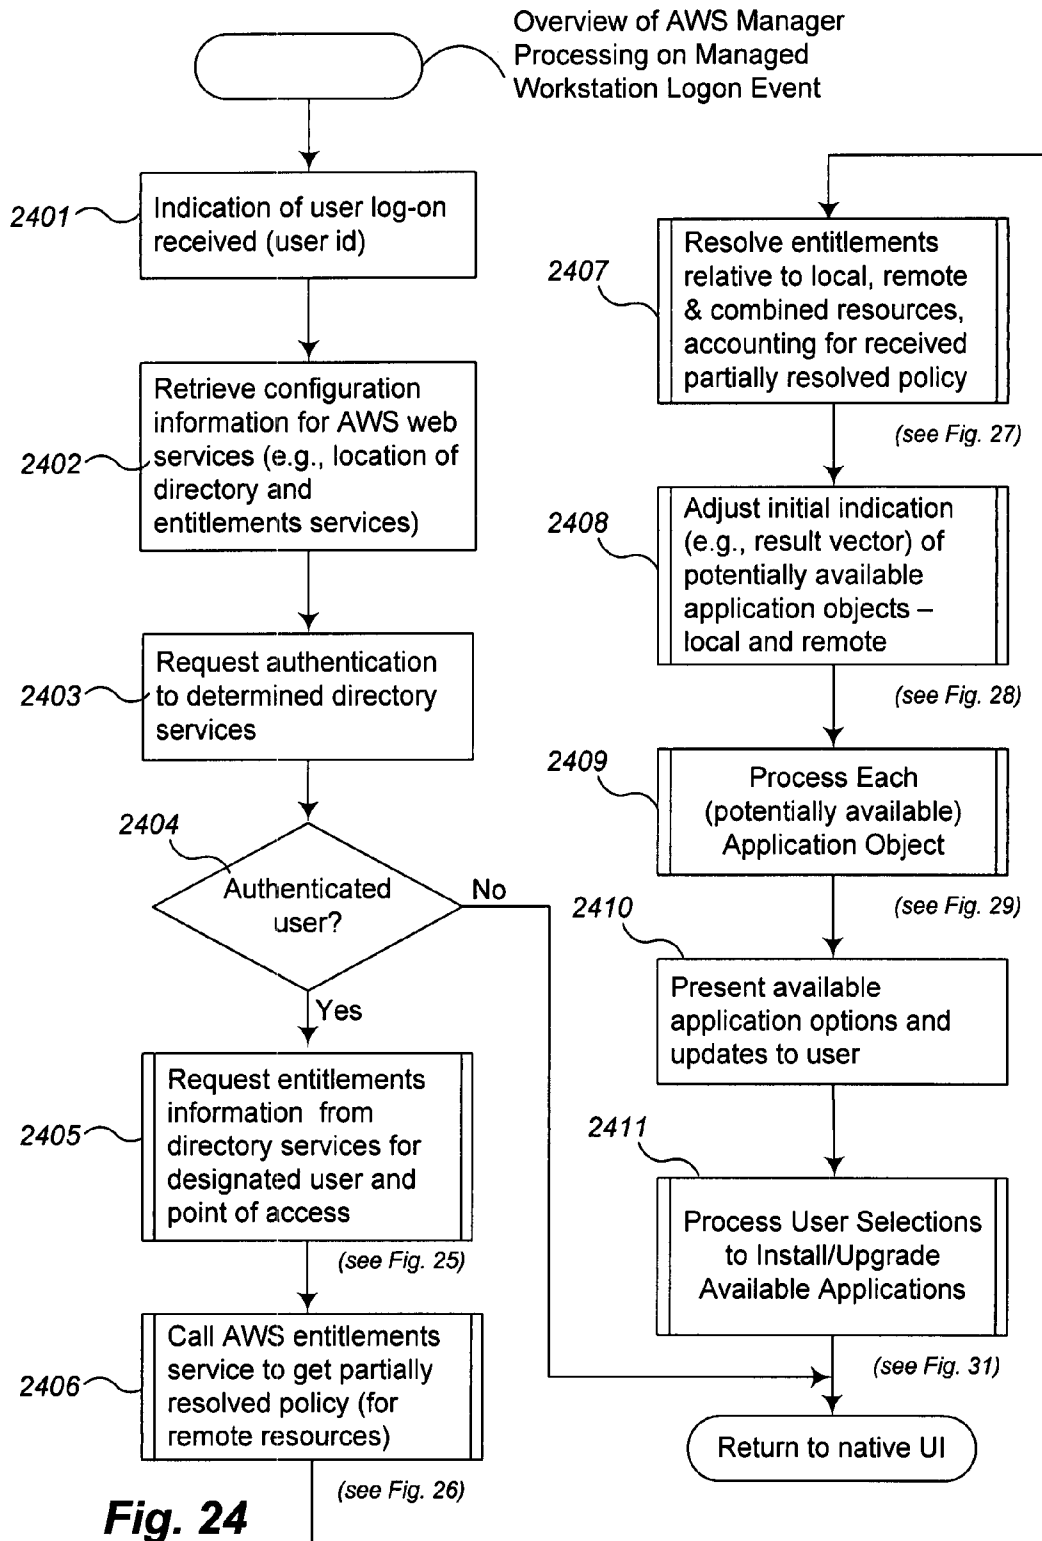 Overview of AWS Manager
Processing on Managed
Workstation Logon Event
2401
Indication of user log-on
received (user id)
2402
Retrieve configuration
information for AWS web
services (e.g., location of
directory and
entitlements services)
2403
Request authentication
to determined directory
services
2404
Authenticated
user?
No
Yes
2405
Request entitlements
information from
directory services for
designated user and
point of access
(see Fig. 25)
2406
Call AWS entitlements
service to get partially
resolved policy (for
remote resources)
(see Fig. 26)
2407
Resolve entitlements
relative to local, remote
& combined resources,
accounting for received
partially resolved policy
(see Fig. 27)
2408
Adjust initial indication
(e.g., result vector) of
potentially available
application objects –
local and remote
(see Fig. 28)
2409
Process Each
(potentially available)
Application Object
(see Fig. 29)
2410
Present available
application options and
updates to user
2411
Process User Selections
to Install/Upgrade
Available Applications
(see Fig. 31)
Return to native UI
Fig. 24